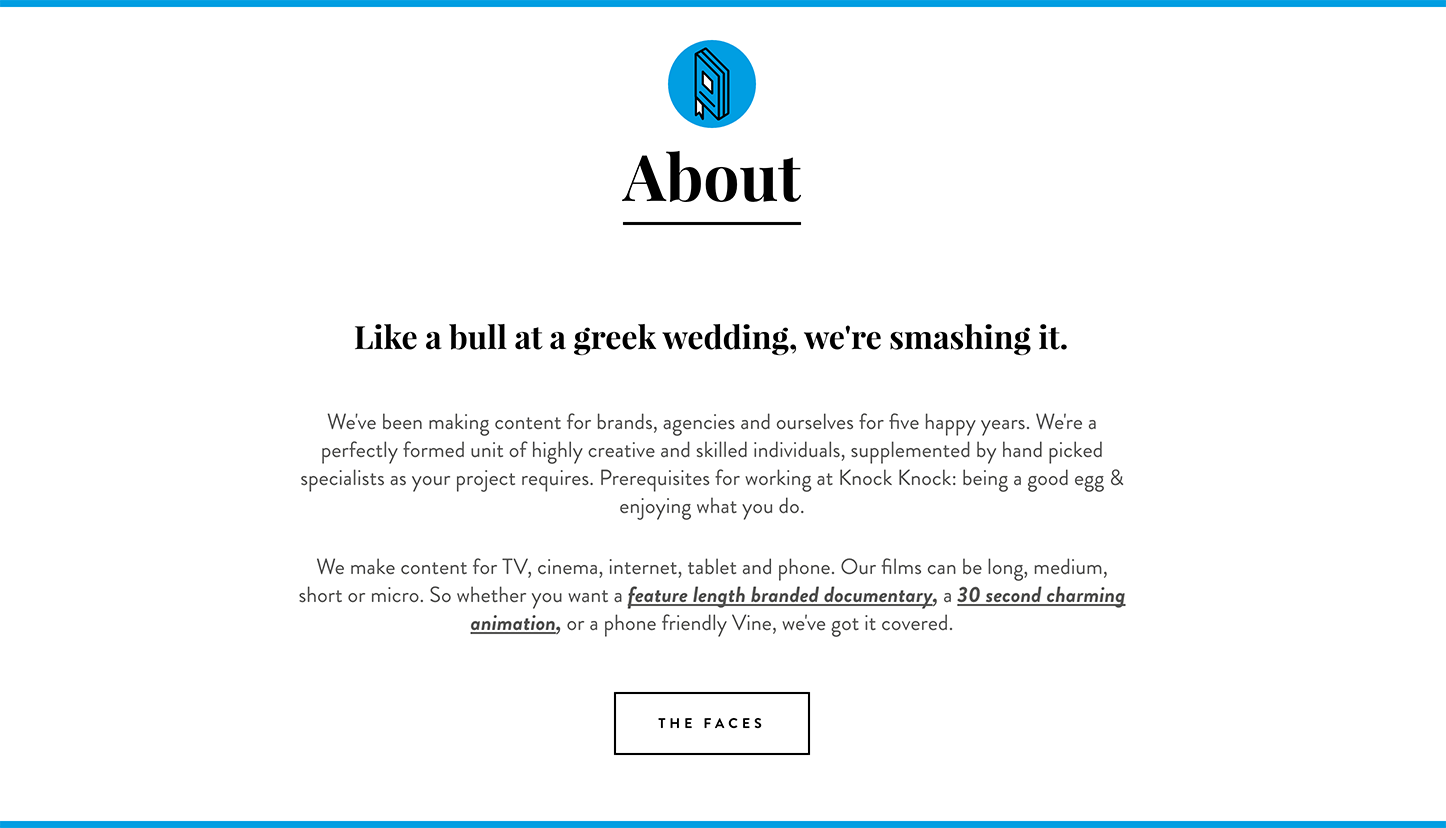 About
Like a bull at a greek wedding, we're smashing it.
We've been making content for brands, agencies and ourselves for five happy years. We're a
perfectly formed unit of highly creative and skilled individuals, supplemented by hand picked
specialists as your project requires. Prerequisites for working at Knock Knock: being a good egg &
enjoying what you do.
We make content for TV, cinema, internet, tablet and phone. Our films can be long, medium,
short or micro. So whether you want a feature length branded documentary, a 30 second charming
animation, or a phone friendly Vine, we've got it covered.
THE FACES